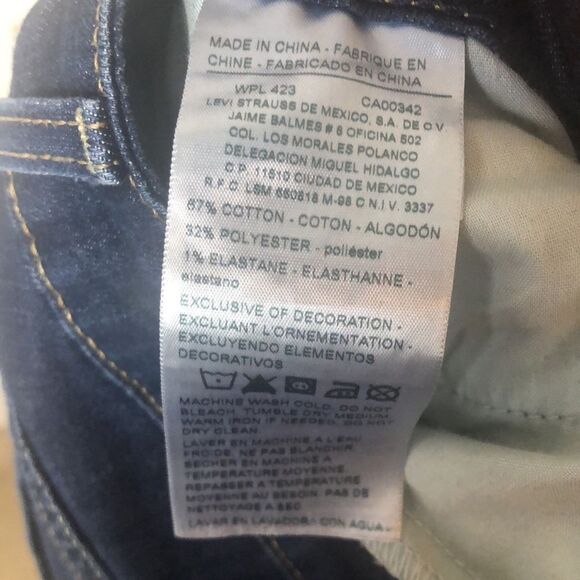 MADE IN CHINA - FABRIQUE EN
CHINE - FABRICADO EN CHINA
WPL 423 CA00342
LEVI STRAUSS DE MEXICO, S.A. DE C.V
JAIME BALMES # 8 OFICINA 502
COL. LOS MORALES POLANCO
DELEGACION MIGUEL HIDALGO
C.P. 11510 CIUDAD DE MEXICO
R.F.C. LSM 650818 M-98 C.N.I.V. 3337
67% COTTON - COTON - ALGODÓN
32% POLYESTER - poliéster
1% ELASTANE - ELASTHANNE -
elastano
EXCLUSIVE OF DECORATION -
EXCLUANT L'ORNEMENTATION -
EXCLUYENDO ELEMENTOS
DECORATIVOS
MACHINE WASH COLD. DO NOT
BLEACH. TUMBLE DRY MEDIUM.
WARM IRON IF NEEDED. DO NOT
DRY CLEAN.
LAVER EN MACHINE A L'EAU
FROIDE. NE PAS BLANCHIR.
SECHER EN MACHINE A
TEMPERATURE MOYENNE.
REPASSER A TEMPERATURE
MOYENNE AU BESOIN. PAS DE
NETTOYAGE A SEC.
LAVAR EN LAVADORA CON AGUA